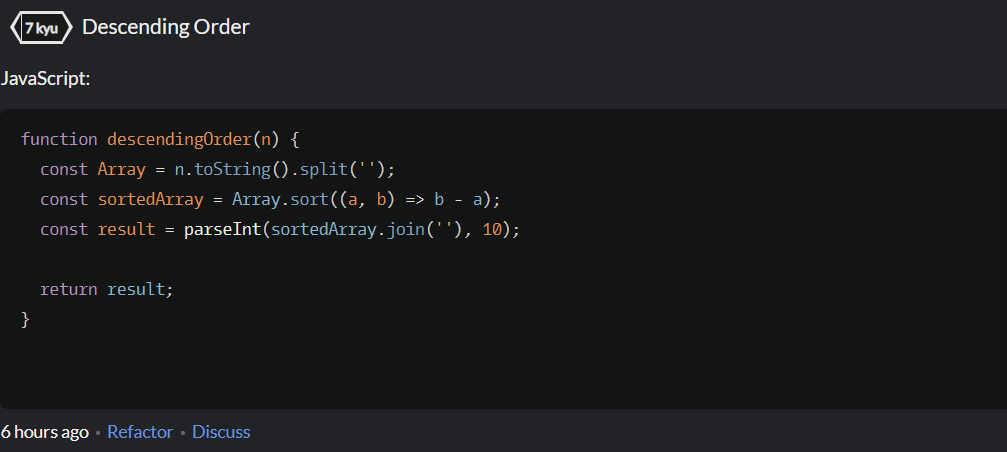 7 kyu Descending Order
JavaScript:
function descendingOrder(n) {
  const Array = n.toString().split('');
  const sortedArray = Array.sort((a, b) => b - a);
  const result = parseInt(sortedArray.join(''), 10);
  return result;
}
6 hours ago • Refactor • Discuss